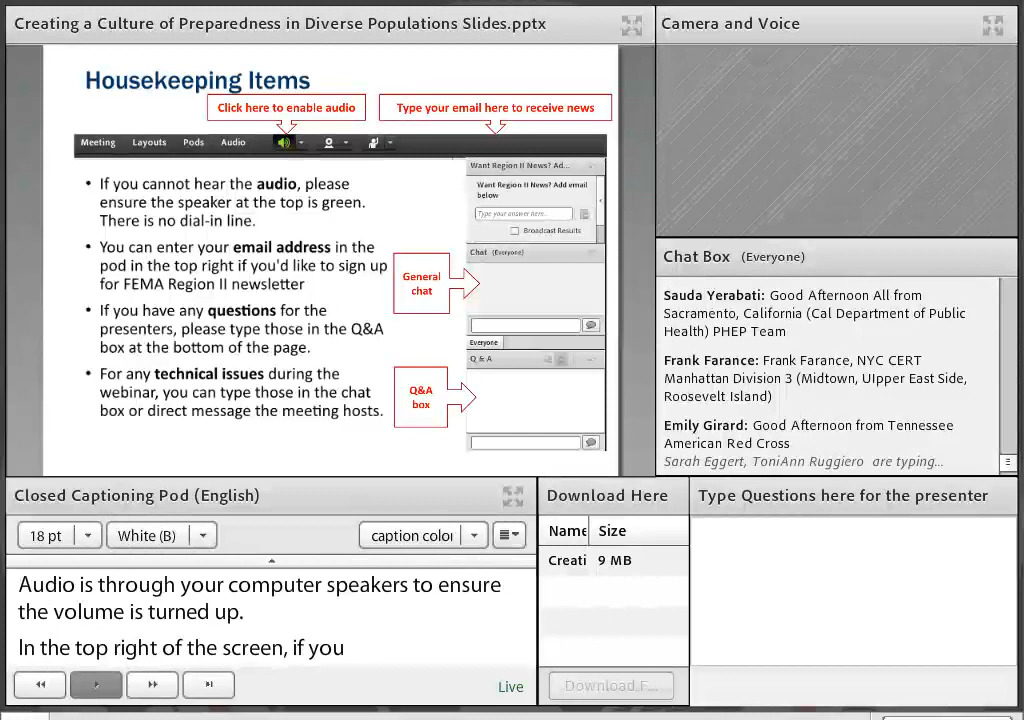 Creating a Culture of Preparedness in Diverse Populations Slides.pptx
Housekeeping Items
Click here to enable audio
Type your email here to receive news
Meeting Layouts Pods Audio
• If you cannot hear the audio, please
ensure the speaker at the top is green.
There is no dial-in line.
• You can enter your email address in the
pod in the top right if you'd like to sign up
for FEMA Region II newsletter
• If you have any questions for the
presenters, please type those in the Q&A
box at the bottom of the page.
• For any technical issues during the
webinar, you can type those in the chat
box or direct message the meeting hosts.
General
chat
Q&A
box
Want Region II News? Ad...
Want Region II News? Add email
below
Type your answer here..
Broadcast Results
Chat (Everyone)
Everyone
Q & A
Camera and Voice
Chat Box (Everyone)
Sauda Yerabati: Good Afternoon All from
Sacramento, California (Cal Department of Public
Health) PHEP Team
Frank Farance: Frank Farance, NYC CERT
Manhattan Division 3 (Midtown, UIpper East Side,
Roosevelt Island)
Emily Girard: Good Afternoon from Tennessee
American Red Cross
Sarah Eggert, ToniAnn Ruggiero are typing...
Closed Captioning Pod (English)
18 pt White (B) caption color
Audio is through your computer speakers to ensure
the volume is turned up.
In the top right of the screen, if you
Live
Download Here
Name Size
Creati 9 MB
Download F...
Type Questions here for the presenter